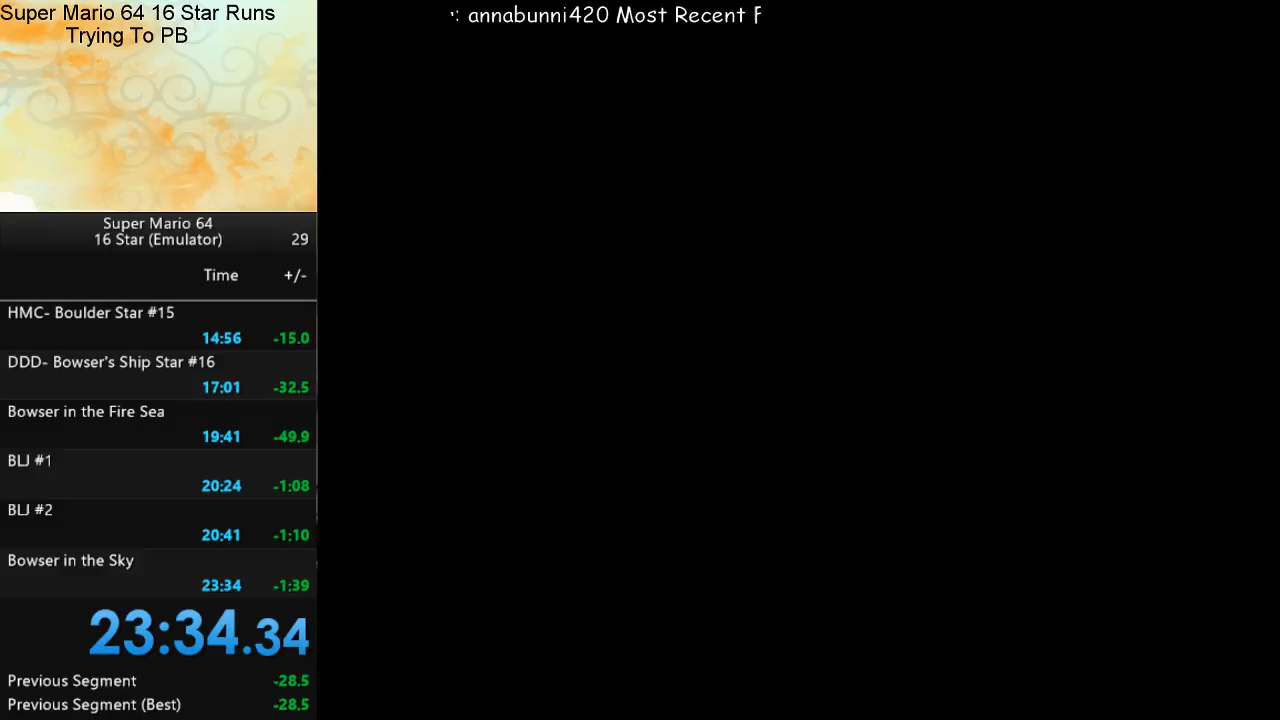 Super Mario 64 16 Star Runs
Trying To PB
annabunni420 Most Recent
Super Mario 64
16 Star (Emulator) 29
Time +/-
HMC- Boulder Star #15
14:56 -15.0
DDD- Bowser's Ship Star #16
17:01 -32.5
Bowser in the Fire Sea
19:41 -49.9
BLJ #1
20:24 -1:08
BLJ #2
20:41 -1:10
Bowser in the Sky
23:34 -1:39
23:34.34
Previous Segment -28.5
Previous Segment (Best) -28.5